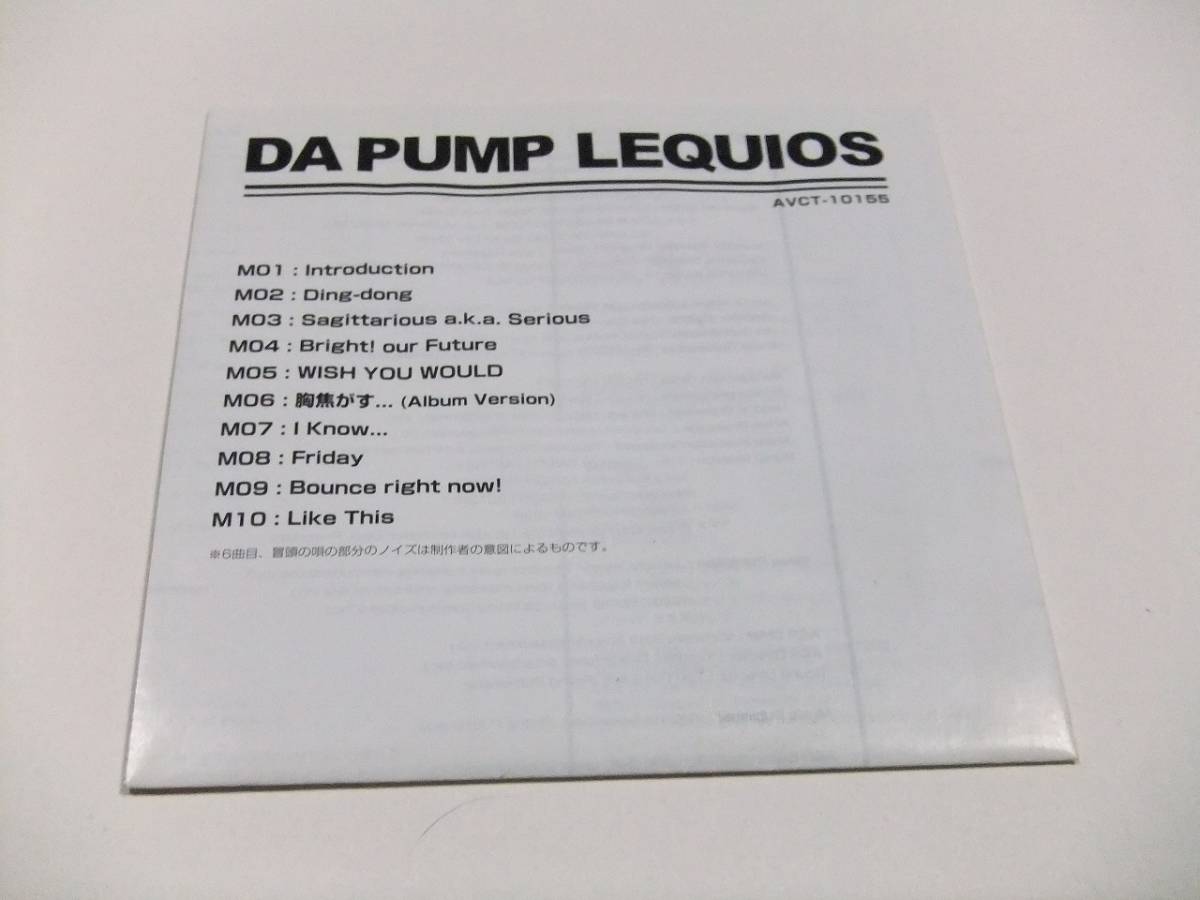 DA PUMP LEQUIOS
AVCT-10155
M01 : Introduction
M02 : Ding-dong
M03 : Sagittarious a.k.a. Serious
M04 : Bright! our Future
M05 : WISH YOU WOULD
M06 : 胸焦がす... (Album Version)
M07 : I Know...
M08 : Friday
M09 : Bounce right now!
M10 : Like This
※6曲目、冒頭の唄の部分のノイズは制作者の意図によるものです。